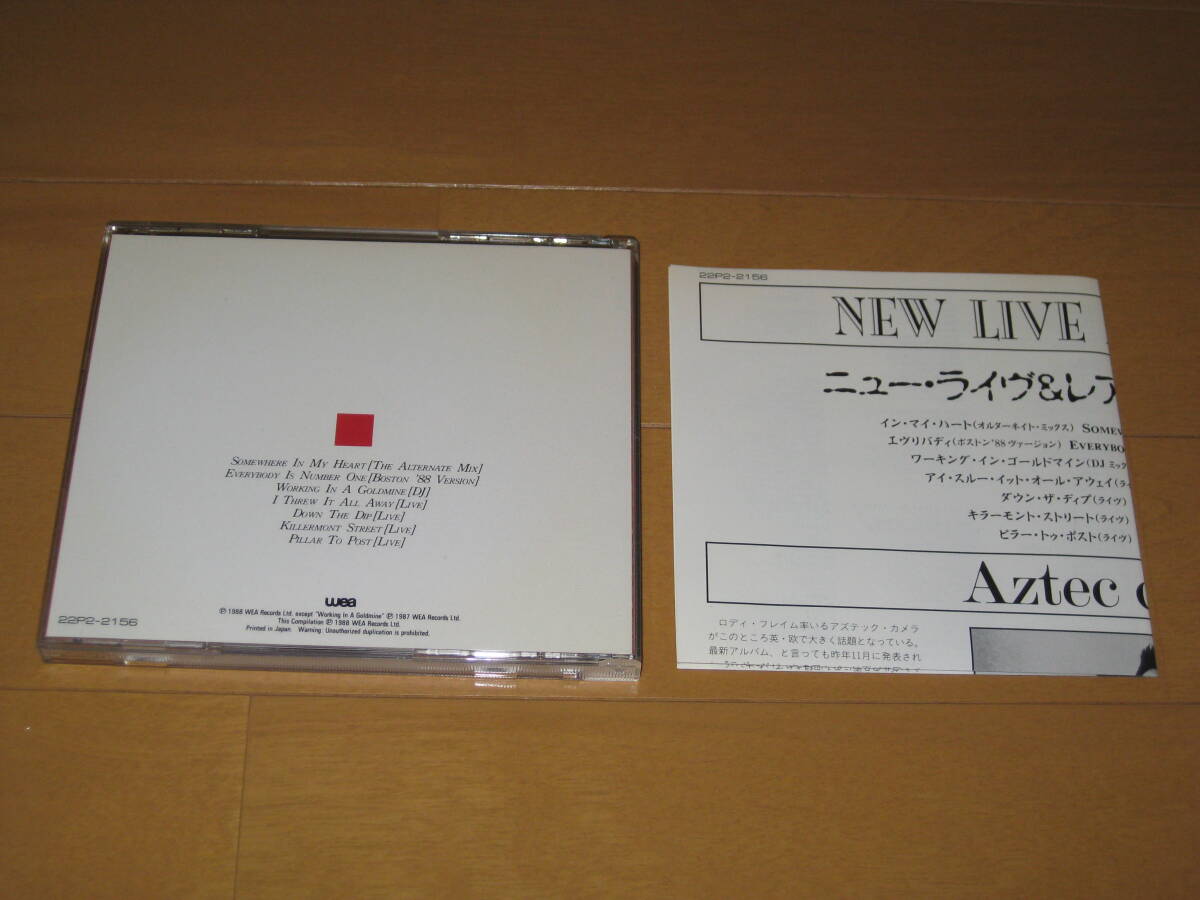 SOMEWHERE IN MY HEART [THE ALTERNATE MIX]
EVERYBODY IS NUMBER ONE [BOSTON '88 VERSION]
WORKING IN A GOLDMINE [DJ]
I THREW IT ALL AWAY [LIVE]
DOWN THE DIP [LIVE]
KILLERMONT STREET [LIVE]
PILLAR TO POST [LIVE]
wea
℗ 1988 WEA Records Ltd. except "Working In A Goldmine" ℗ 1987 WEA Records Ltd.
This Compilation ℗ 1988 WEA Records Ltd.
Printed in Japan. Warning: Unauthorized duplication is prohibited.
22P2-2156
22P2-2156
NEW LIVE
ニュー・ライヴ&レア
イン・マイ・ハート(オルターネイト・ミックス) SOMEW
エヴリバディ(ボストン'88ヴァージョン) EVERYBO
ワーキング・イン・ゴールドマイン(DJミック
アイ・スルー・イット・オール・アウェイ(ライ
ダウン・ザ・ディプ(ライヴ)
キラーモント・ストリート(ライヴ)
ピラー・トゥ・ポスト(ライヴ)
Aztec c
ロディ・フレイム率いるアズテック・カメラ
がこのところ英・欧で大きく話題となっている。
最新アルバム、と言っても昨年11月に発表され